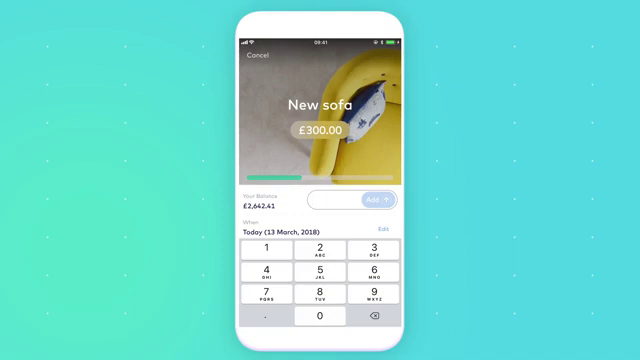 09:41
Cancel
New sofa
£300.00
Your Balance
£2,642.41
Add
When
Today (13 March, 2018)
Edit
1
2 ABC
3 DEF
4 GHI
5 JKL
6 MNO
7 PQRS
8 TUV
9 WXYZ
.
0